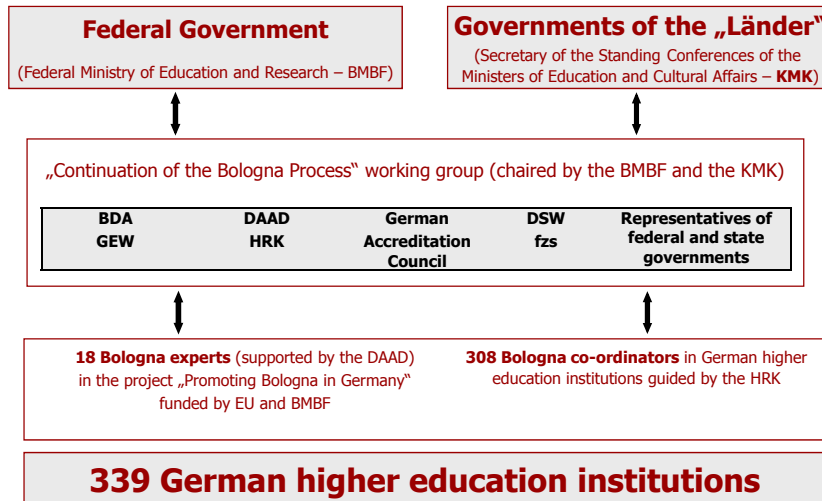 Federal Government
(Federal Ministry of Education and Research – BMBF)
Governments of the „Länder“
(Secretary of the Standing Conferences of the
Ministers of Education and Cultural Affairs – KMK)
„Continuation of the Bologna Process“ working group (chaired by the BMBF and the KMK)
BDA
GEW
DAAD
HRK
German
Accreditation
Council
DSW
fzs
Representatives of
federal and state
governments
18 Bologna experts (supported by the DAAD)
in the project „Promoting Bologna in Germany“
funded by EU and BMBF
308 Bologna co-ordinators in German higher
education institutions guided by the HRK
339 German higher education institutions